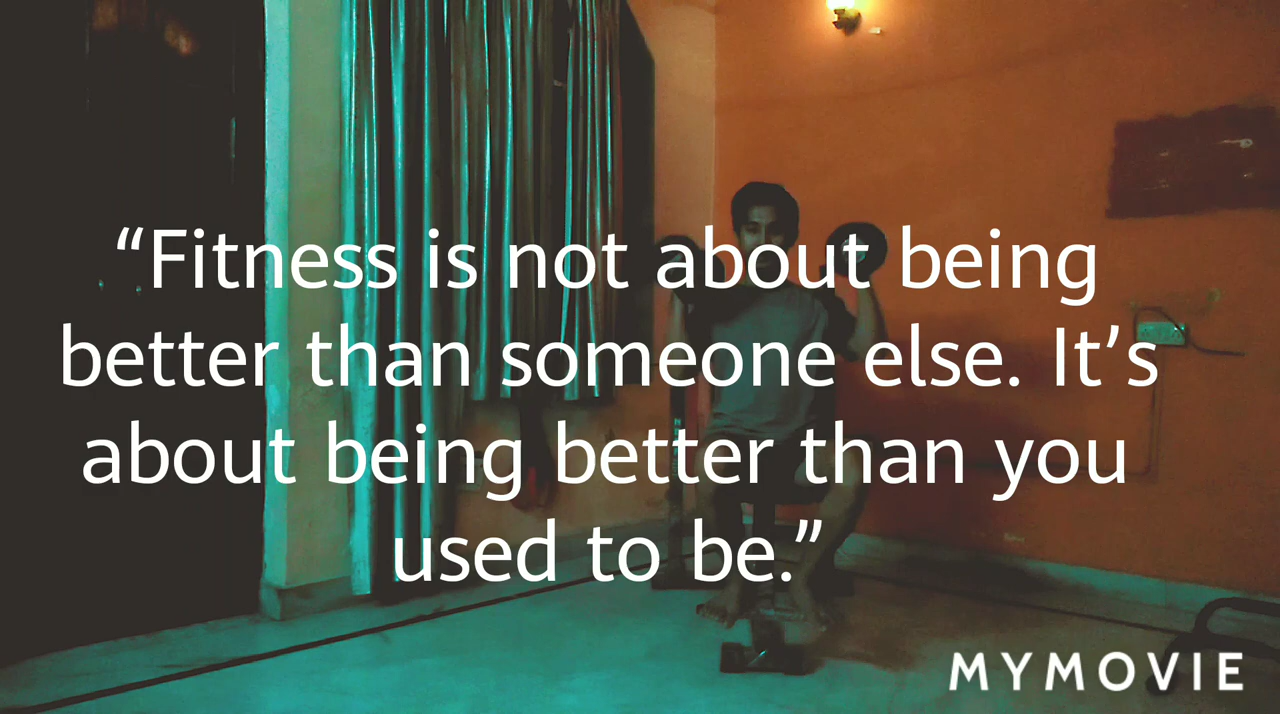 “Fitness is not about being
better than someone else. It’s
about being better than you
used to be.”
MYMOVIE